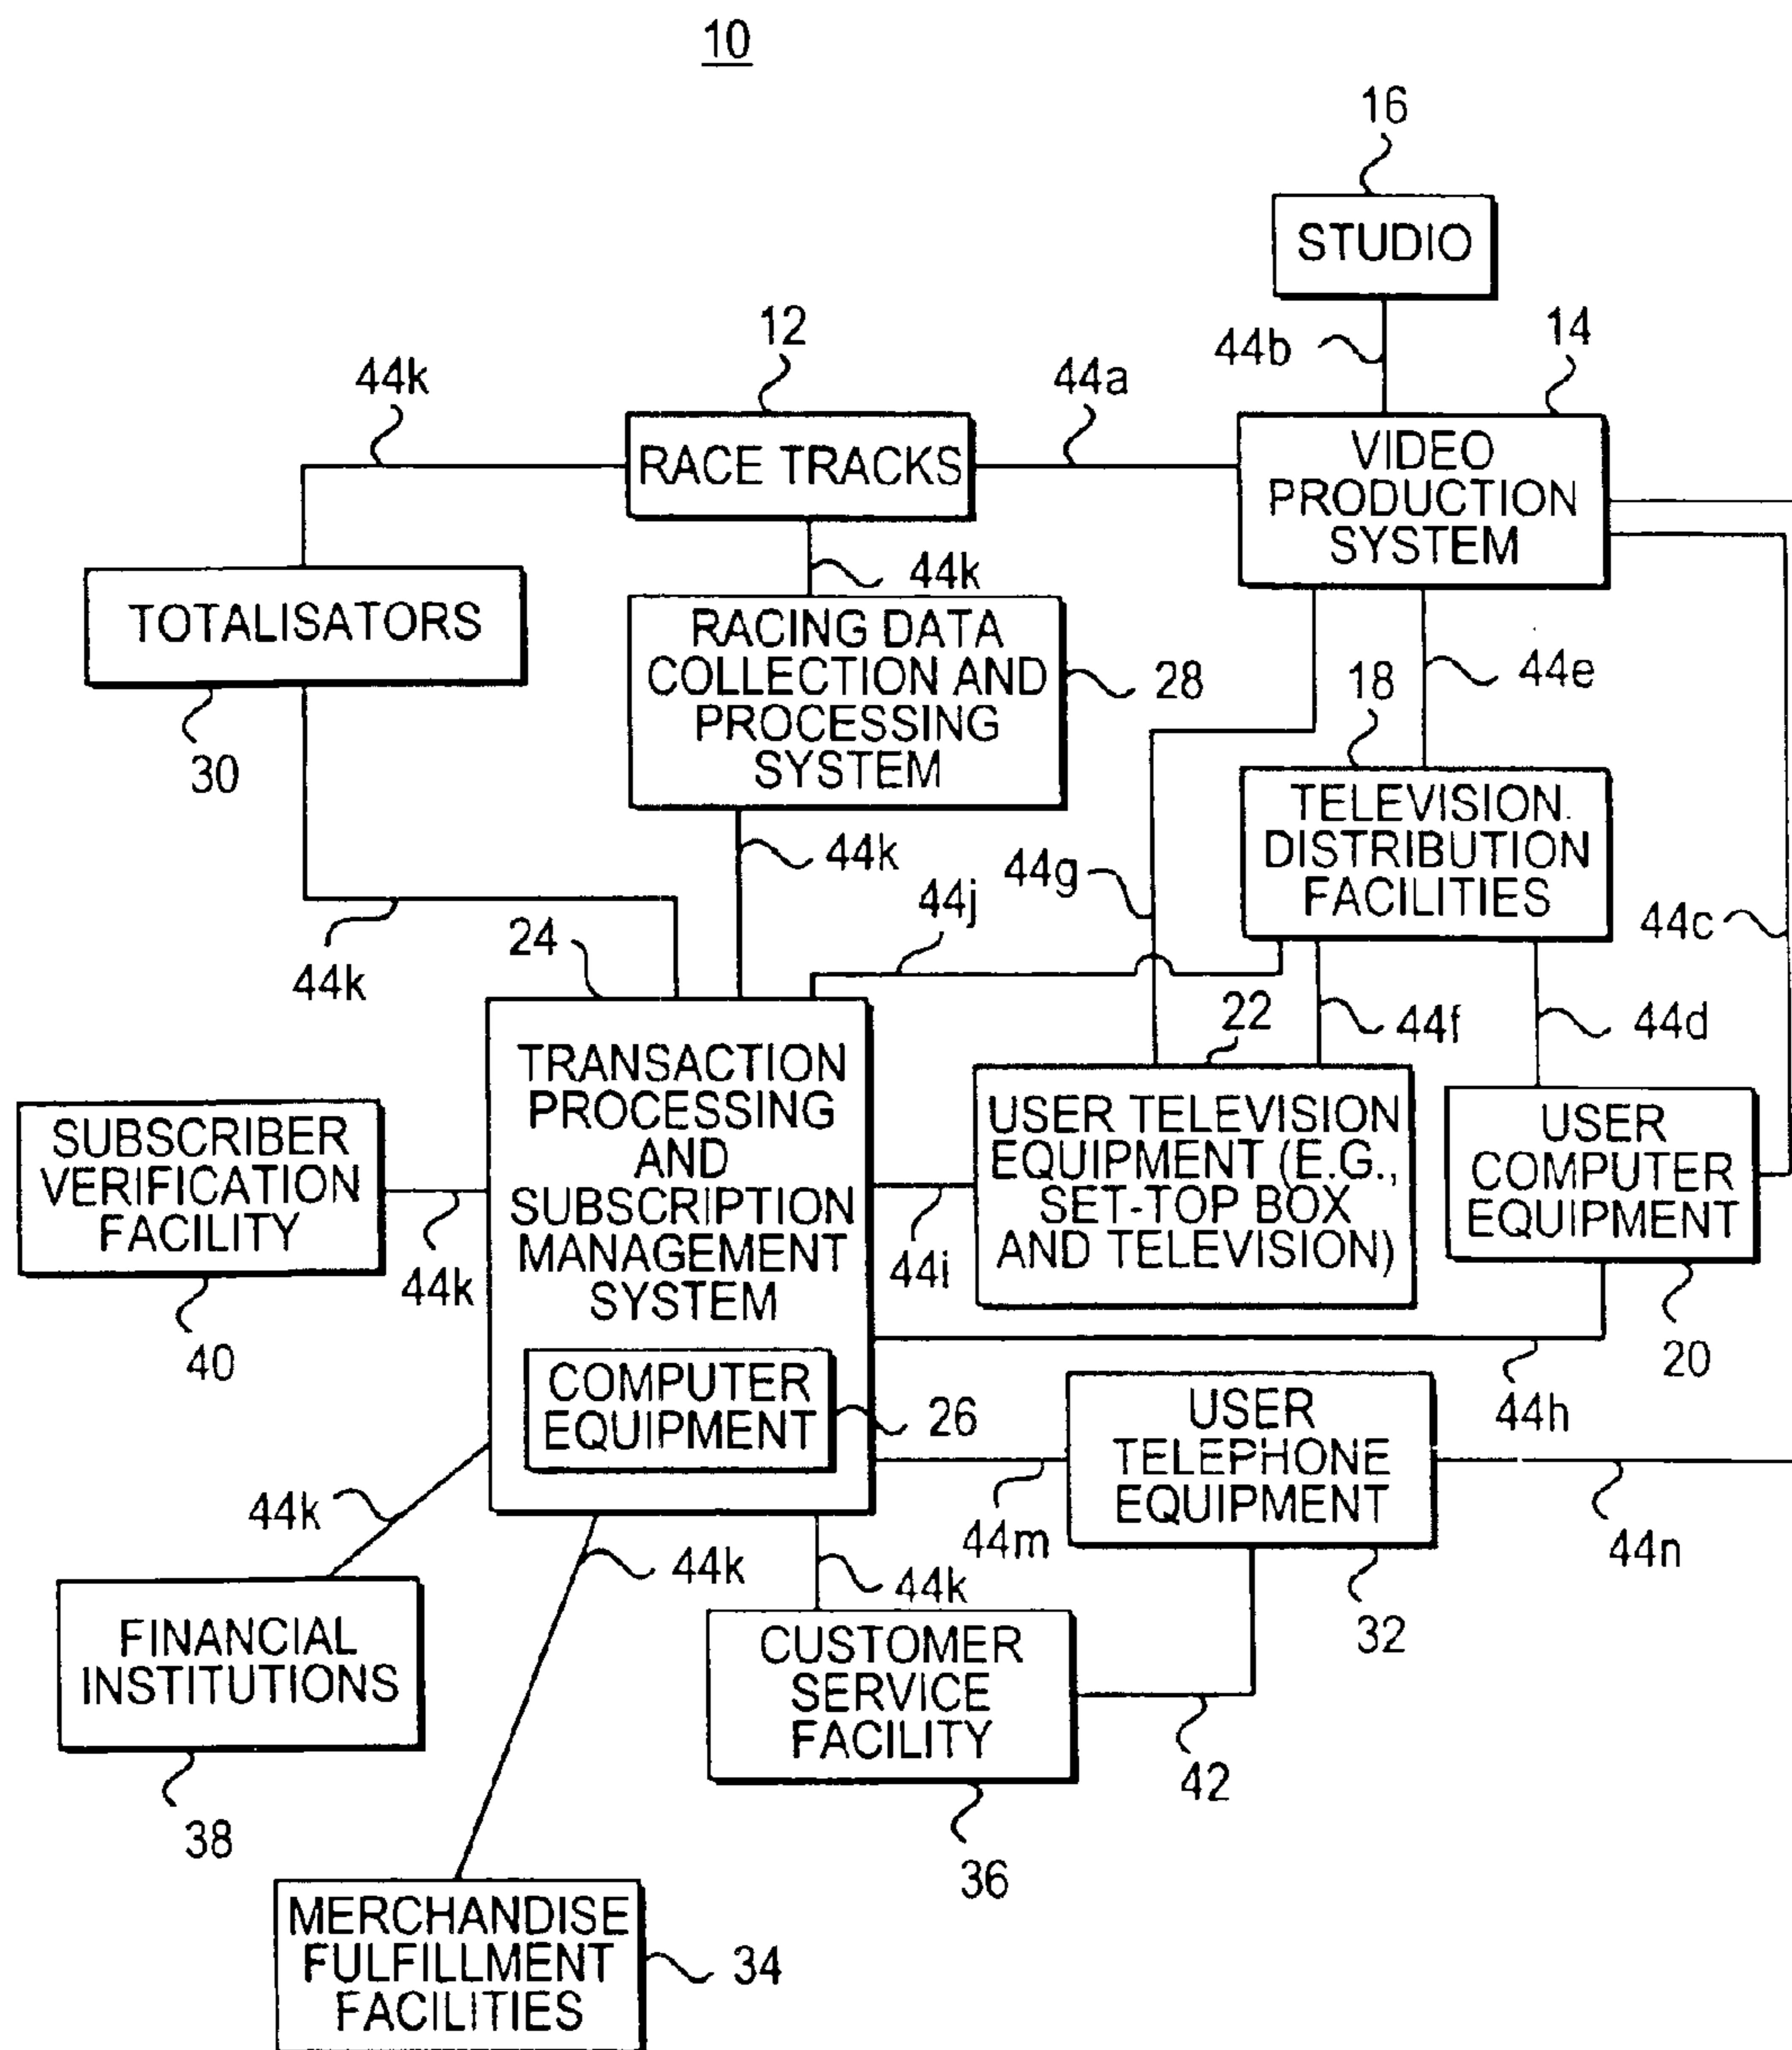 10
16
STUDIO
12
44b
14
44k
44a
RACE TRACKS
VIDEO
PRODUCTION
SYSTEM
44k
TOTALISATORS
30
RACING DATA
COLLECTION AND
PROCESSING
SYSTEM
28
18
44e
TELEVISION
DISTRIBUTION
FACILITIES
44k
44g
44j
44c
44k
24
22
44f
44d
TRANSACTION
PROCESSING
AND
SUBSCRIPTION
MANAGEMENT
SYSTEM
COMPUTER
EQUIPMENT
26
SUBSCRIBER
VERIFICATION
FACILITY
40
44k
44i
USER TELEVISION
EQUIPMENT (E.G.,
SET-TOP BOX
AND TELEVISION)
USER
COMPUTER
EQUIPMENT
20
44h
USER
TELEPHONE
EQUIPMENT
32
44m
44n
44k
44k
44k
FINANCIAL
INSTITUTIONS
38
CUSTOMER
SERVICE
FACILITY
36
42
MERCHANDISE
FULFILLMENT
FACILITIES
34